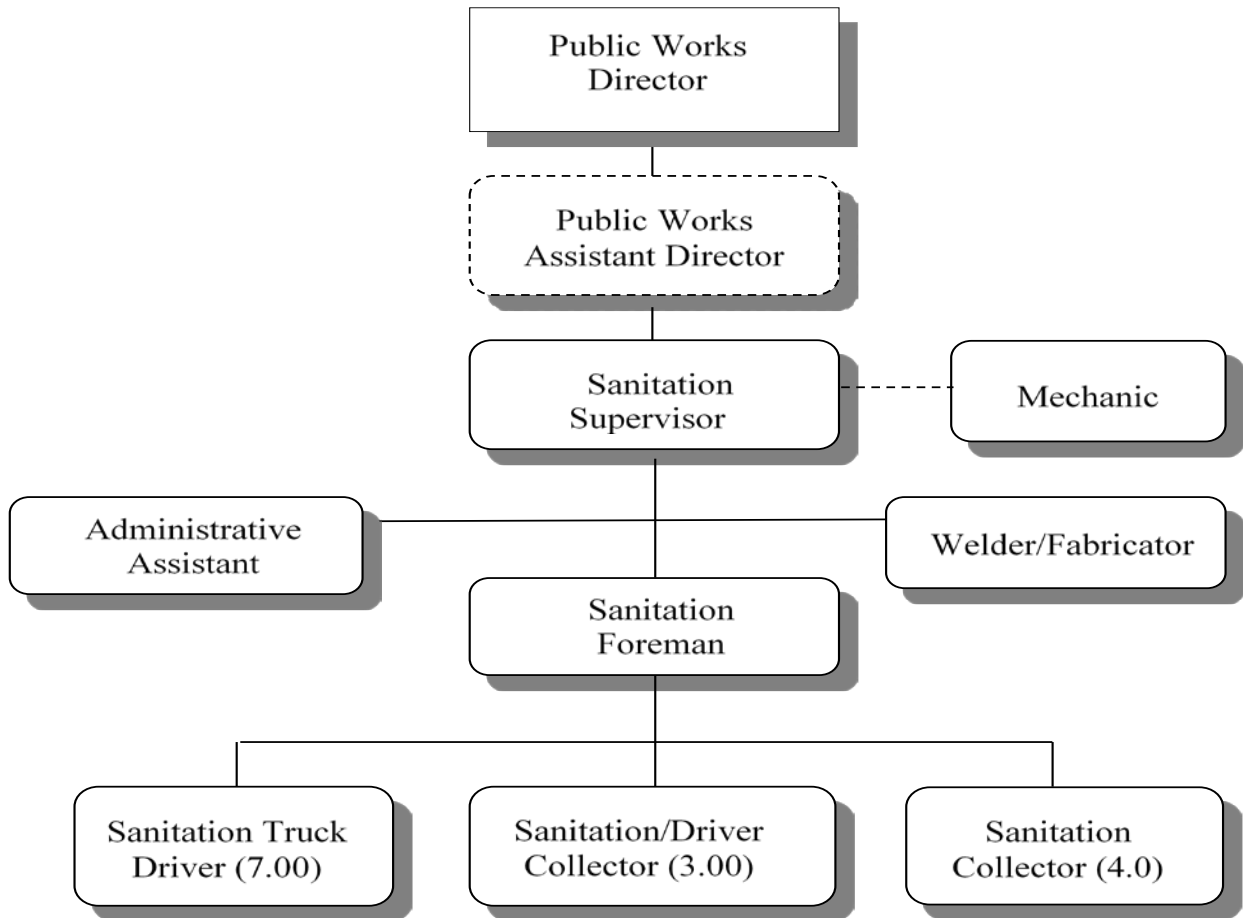 Public Works
Director
Public Works
Assistant Director
Sanitation
Supervisor
Mechanic
Administrative
Assistant
Welder/Fabricator
Sanitation
Foreman
Sanitation Truck
Driver (7.00)
Sanitation/Driver
Collector (3.00)
Sanitation
Collector (4.0)